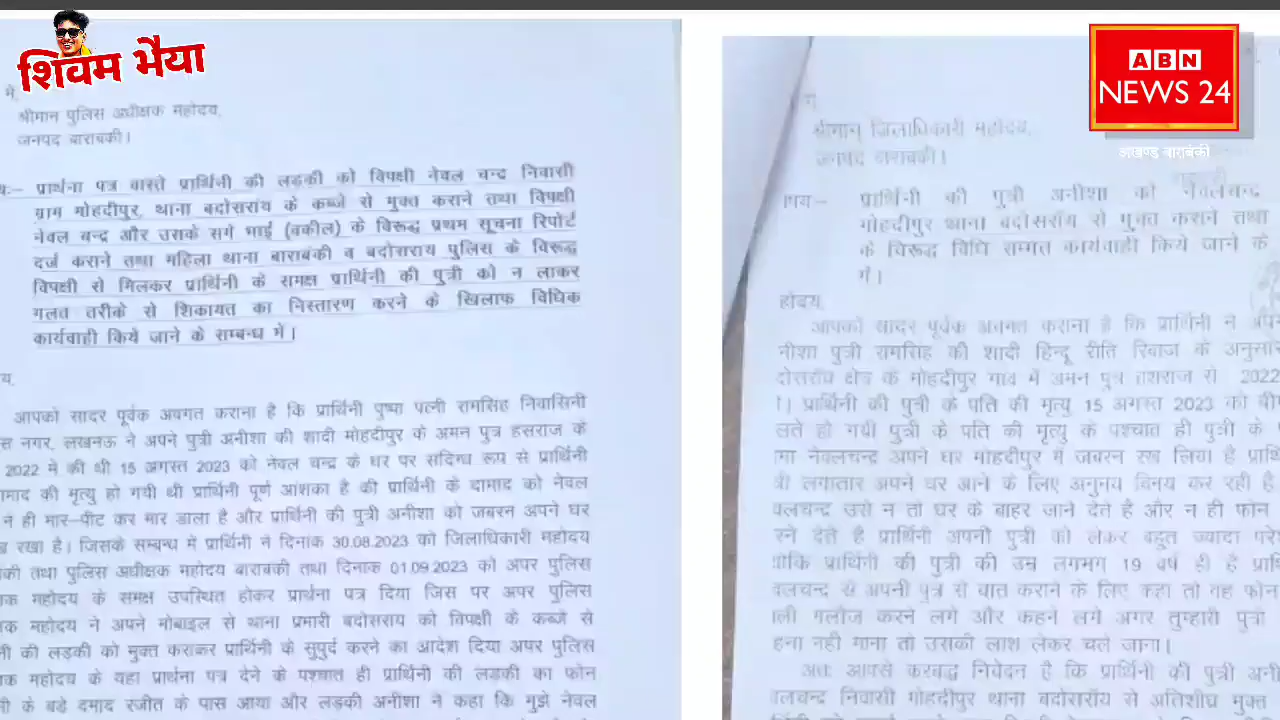 शिवम भैया
ABN
NEWS 24
अखण्ड बाराबंकी
में,
श्रीमान पुलिस अधीक्षक महोदय,
जनपद बाराबंकी।
प्रार्थना पत्र वास्ते प्रार्थिनी की लड़की को विपक्षी नेवल चन्द निवासी
ग्राम मोहदीपुर, थाना बदोसराय के कब्जे से मुक्त कराने तथा विपक्षी
नेवल चन्द और उसके सगे भाई (वकील) के विरूद्ध प्रथम सूचना रिपोर्ट
दर्ज कराने तथा महिला थाना बाराबंकी व बदोसराय पुलिस के विरूद्ध
विपक्षी से मिलकर प्रार्थिनी के समक्ष प्रार्थिनी की पुत्री को न लाकर
गलत तरीके से शिकायत का निस्तारण करने के खिलाफ विधिक
कार्यवाही किये जाने के सम्बन्ध में।
आपको सादर पूर्वक अवगत कराना है कि प्रार्थिनी पुष्पा पत्नी रामसिंह निवासिनी
नगर, लखनऊ ने अपने पुत्री अनीशा की शादी मोहदीपुर के अमन पुत्र हसराज के
2022 में की थी 15 अगस्त 2023 को नेवल चन्द के घर पर संदिग्ध रूप से प्रार्थिनी
की मृत्यु हो गयी थी प्रार्थिनी पूर्ण आंशका है की प्रार्थिनी के दामाद को नेवल
न ही मार-पीट कर मार डाला है और प्रार्थिनी की पुत्री अनीशा को जबरन अपने घर
रखा है। जिसके सम्बन्ध मे प्रार्थिनी ने दिनांक 30.08.2023 को जिलाधिकारी महोदय
तथा पुलिस अधीक्षक महोदय बाराबंकी तथा दिनांक 01.09.2023 को अपर पुलिस
महोदय के समक्ष उपस्थित होकर प्रार्थना पत्र दिया जिस पर अपर पुलिस
महोदय ने अपने मोबाइल से थाना प्रभारी बदोसराय को विपक्षी के कब्जे से
की लड़की को मुक्त कराकर प्रार्थिनी के सुपुर्द करने का आदेश दिया अपर पुलिस
महोदय के यहा प्रार्थना पत्र देने के पश्चात ही प्रार्थिनी की लड़की का फोन
के बडे दमाद रजीत के पास आया और लड़की अनीशा ने कहा कि मुझे नेवल
श्रीमान् जिलाधिकारी महोदय,
जनपद बाराबंकी।
प्रार्थिनी की पुत्री अनीशा को नेवलचन्द
मोहदीपुर थाना बदोसराॅय से मुक्त कराने तथा
के विरूद्ध विधि सम्मत कार्यवाही किये जाने के
में।
होदय,
आपको सादर पूर्वक अवगत कराना है कि प्रार्थिनी ने
नीशा पुत्री रामसिंह की शादी हिन्दू रीति रिवाज के अनुसार
क्षेत्र के मोहदीपुर गाव में अमन पुत्र 2022
प्रार्थिनी की पुत्री के पति की मृत्यु 15 अगस्त 2023 को
लते हो गयी पुत्री के पति की मृत्यु के पश्चात ही पुत्री के
नेवलचन्द अपने घर मोहदीपुर में जबरन रख लिया है
लगातार अपने घर आने के लिए अनुनय विनय कर रही है
वलचन्द उसे न तो घर के बाहर जाने देते है और न ही फोन
रने देते है प्रार्थिनी अपनी पुत्री को लेकर बहुत ज्यादा
प्रार्थिनी की पुत्री की उम्र लगभग 19 वर्ष ही है
वलचन्द से अपनी पुत्र से बात कराने के लिए कहा तो वह फोन
ली गलौज करने लगे और कहने लगे अगर तुम्हारी पुत्री
हना नही माना तो उसकी लाश लेकर चले जाना।
अतः आपसे करबद्ध निवेदन है कि प्रार्थिनी की पुत्री
वलचन्द निवासी मोहदीपुर थाना बदोसराॅय से अतिशीघ्र मुक्त